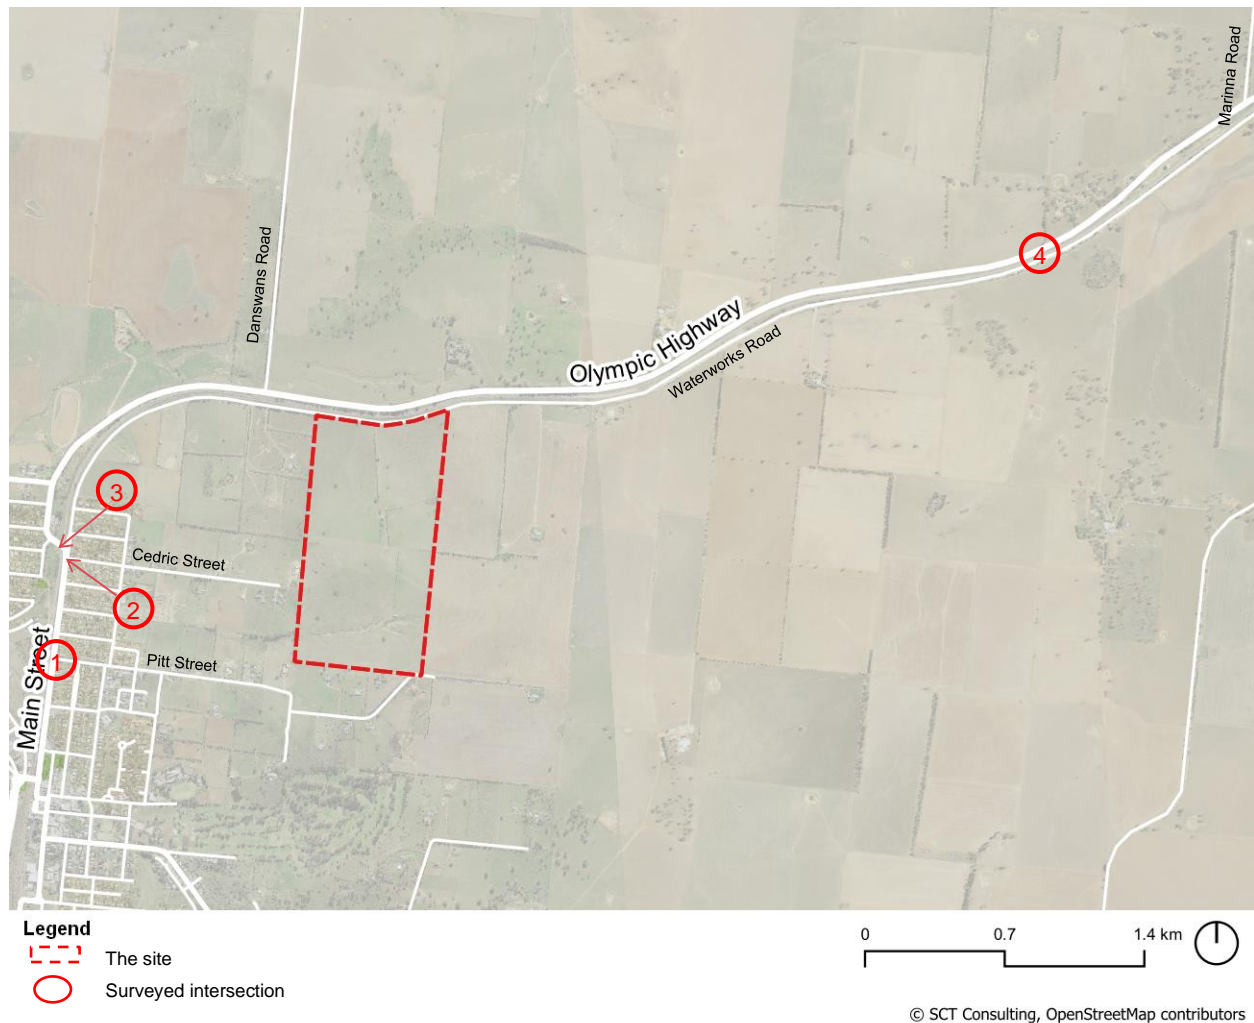 Marinna Road
Danswans Road
4
Olympic Highway
Waterworks Road
3
Cedric Street
2
Main Street
1
Pitt Street
Legend
The site
Surveyed intersection
0 0.7 1.4 km
© SCT Consulting, OpenStreetMap contributors